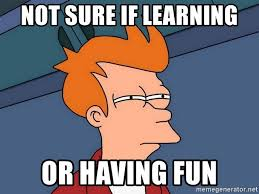 NOT SURE IF LEARNING
OR HAVING FUN
memegenerator.net